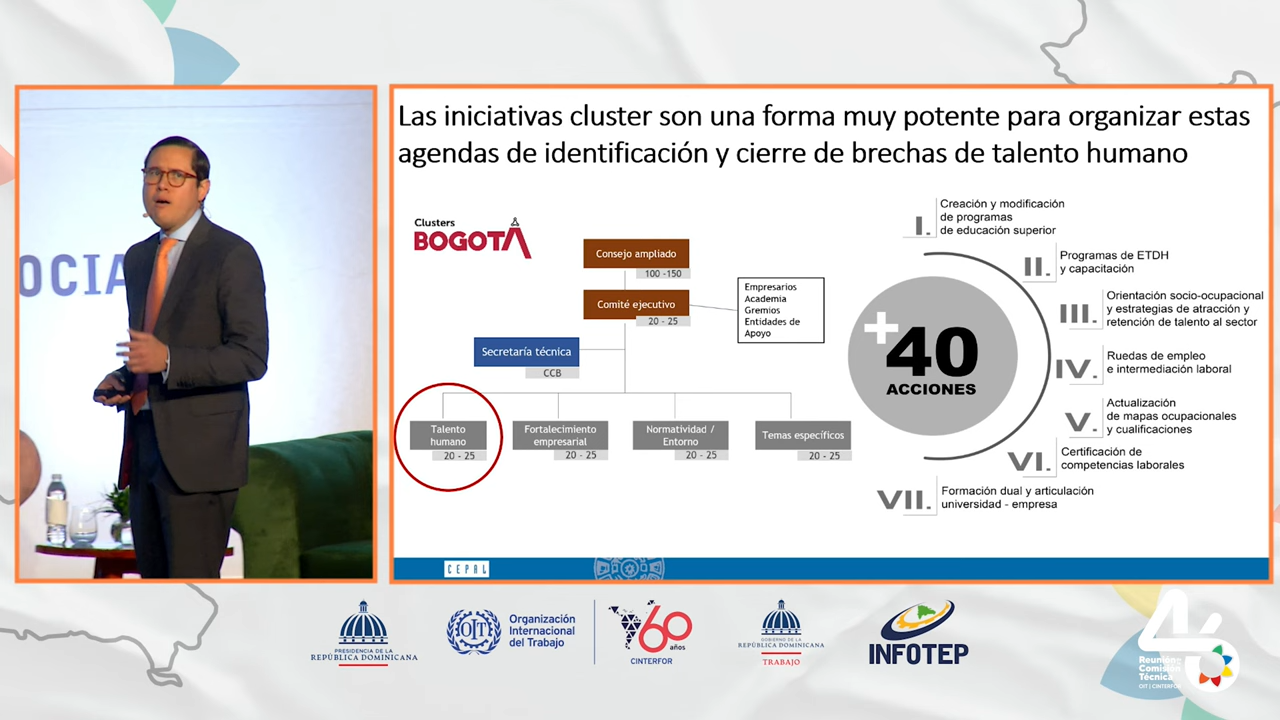 Las iniciativas cluster son una forma muy potente para organizar estas
agendas de identificación y cierre de brechas de talento humano
OCIA
Clusters
BOGOTÁ
Consejo ampliado
100 -150
Comité ejecutivo
20 - 25
Empresarios
Academia
Gremios
Entidades de
Apoyo
Secretaría técnica
CCB
Talento
humano
20 - 25
Fortalecimiento
empresarial
20 - 25
Normatividad /
Entorno
20 - 25
Temas específicos
20 - 25
+40
ACCIONES
I.
Creación y modificación
de programas
de educación superior
II.
Programas de ETDH
y capacitación
III.
Orientación socio-ocupacional
y estrategias de atracción y
retención de talento al sector
IV.
Ruedas de empleo
e intermediación laboral
V.
Actualización
de mapas ocupacionales
y cualificaciones
VI.
Certificación de
competencias laborales
VII.
Formación dual y articulación
universidad - empresa
CEPAL
PRESIDENCIA DE LA
REPÚBLICA DOMINICANA
OIT
Organización
Internacional
del Trabajo
60
años
CINTERFOR
GOBIERNO DE LA
REPÚBLICA DOMINICANA
TRABAJO
INFOTEP
46
Reunión
Comisión
Técnica
OIT | CINTERFOR